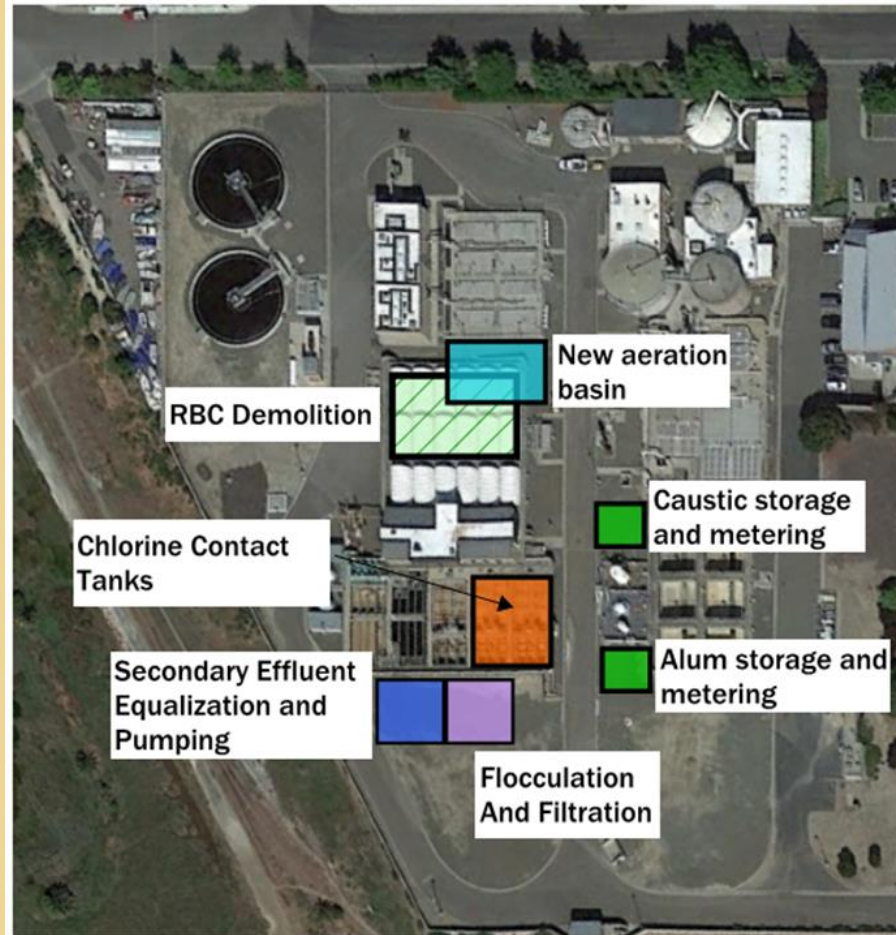 New aeration
basin
RBC Demolition
Caustic storage
and metering
Chlorine Contact
Tanks
Alum storage and
metering
Secondary Effluent
Equalization and
Pumping
Flocculation
And Filtration